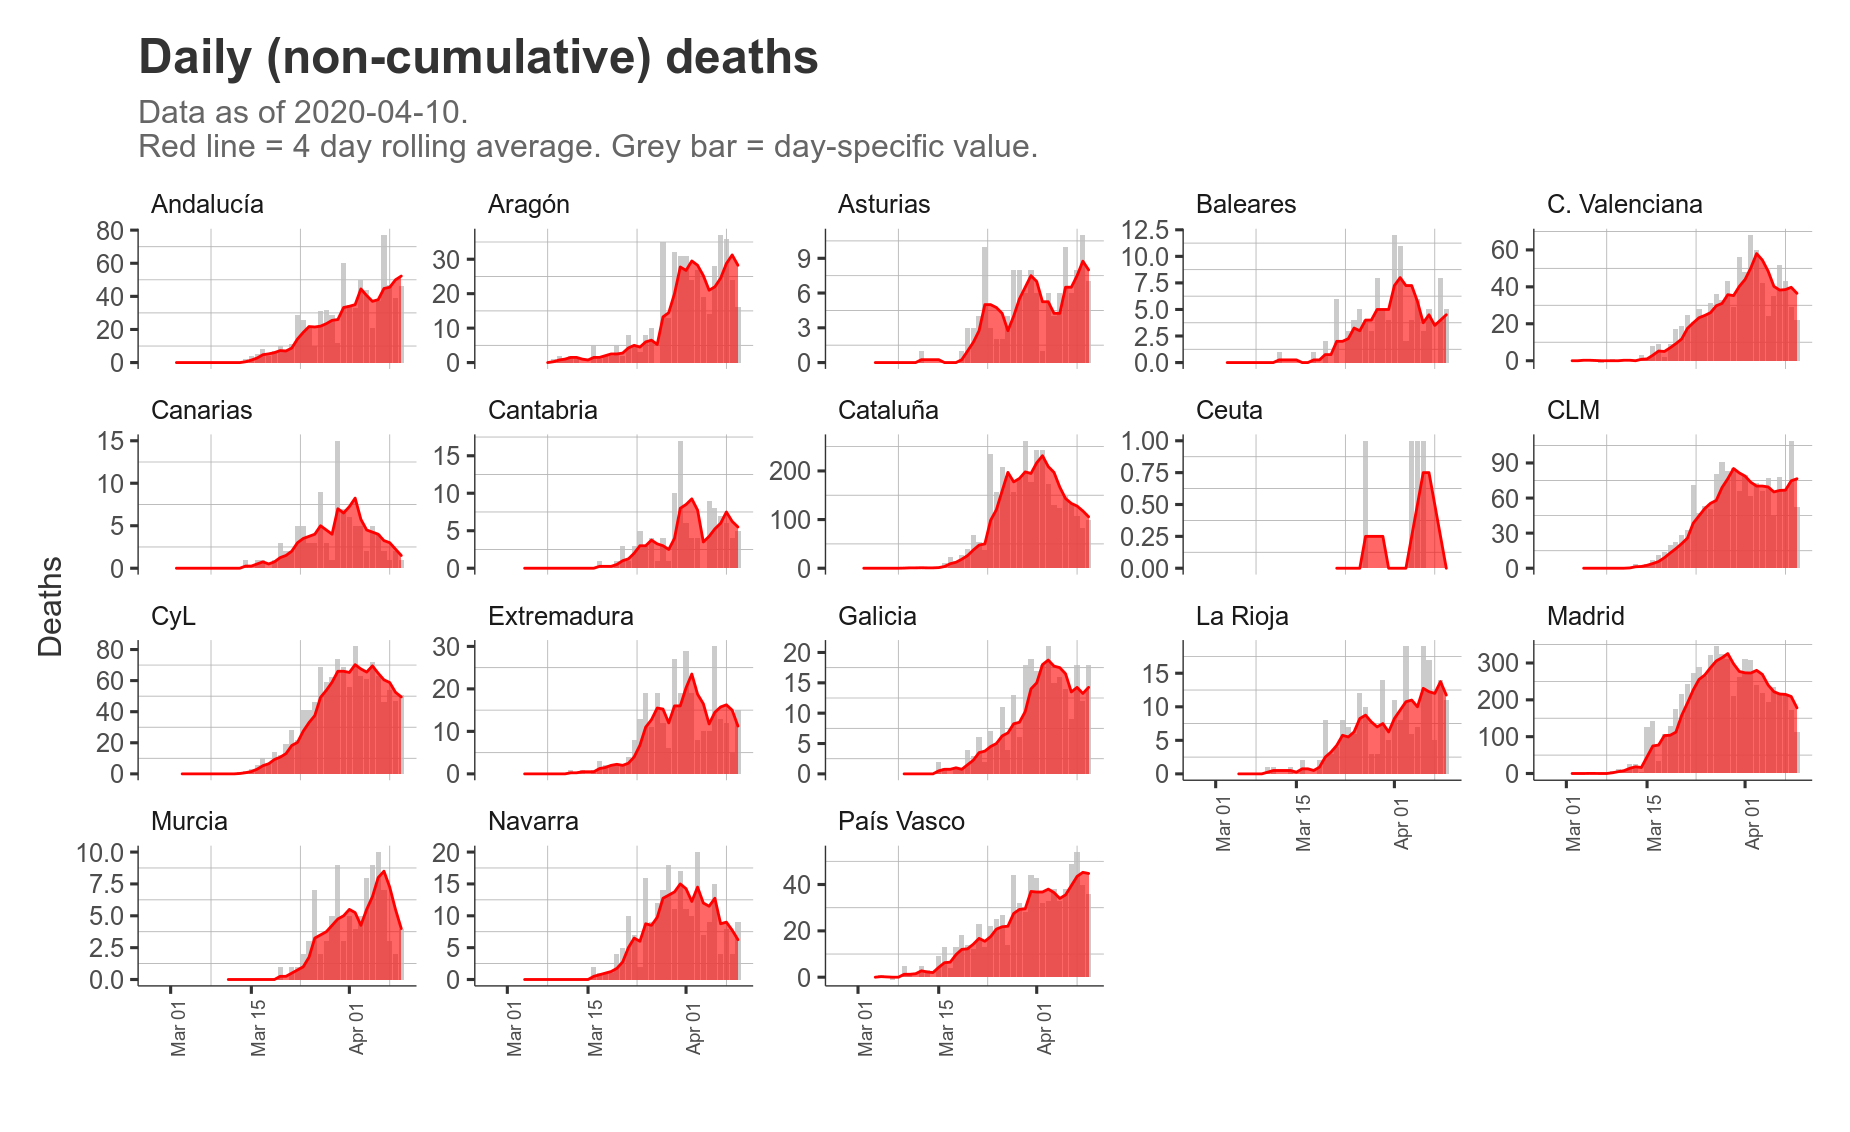 Daily (non-cumulative) deaths
Data as of 2020-04-10.
Red line = 4 day rolling average. Grey bar = day-specific value.
Deaths
Andalucía
80
60
40
20
0
Aragón
30
20
10
0
Asturias
9
6
3
0
Baleares
12.5
10.0
7.5
5.0
2.5
0.0
C. Valenciana
60
40
20
0
Canarias
15
10
5
0
Cantabria
15
10
5
0
Cataluña
200
100
0
Ceuta
1.00
0.75
0.50
0.25
0.00
CLM
90
60
30
0
CyL
80
60
40
20
0
Extremadura
30
20
10
0
Galicia
20
15
10
5
0
La Rioja
15
10
5
0
Mar 01
Mar 15
Apr 01
Madrid
300
200
100
0
Mar 01
Mar 15
Apr 01
Murcia
10.0
7.5
5.0
2.5
0.0
Mar 01
Mar 15
Apr 01
Navarra
20
15
10
5
0
Mar 01
Mar 15
Apr 01
País Vasco
40
20
0
Mar 01
Mar 15
Apr 01